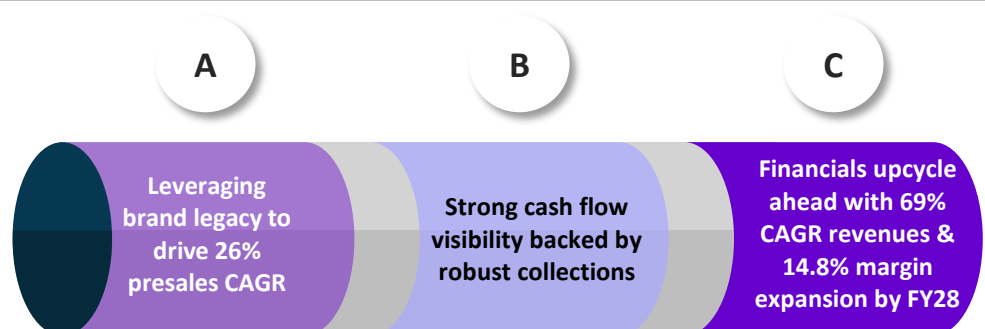 A
B
C
Leveraging
brand legacy to
drive 26%
presales CAGR
Strong cash flow
visibility backed by
robust collections
Financials upcycle
ahead with 69%
CAGR revenues &
14.8% margin
expansion by FY28